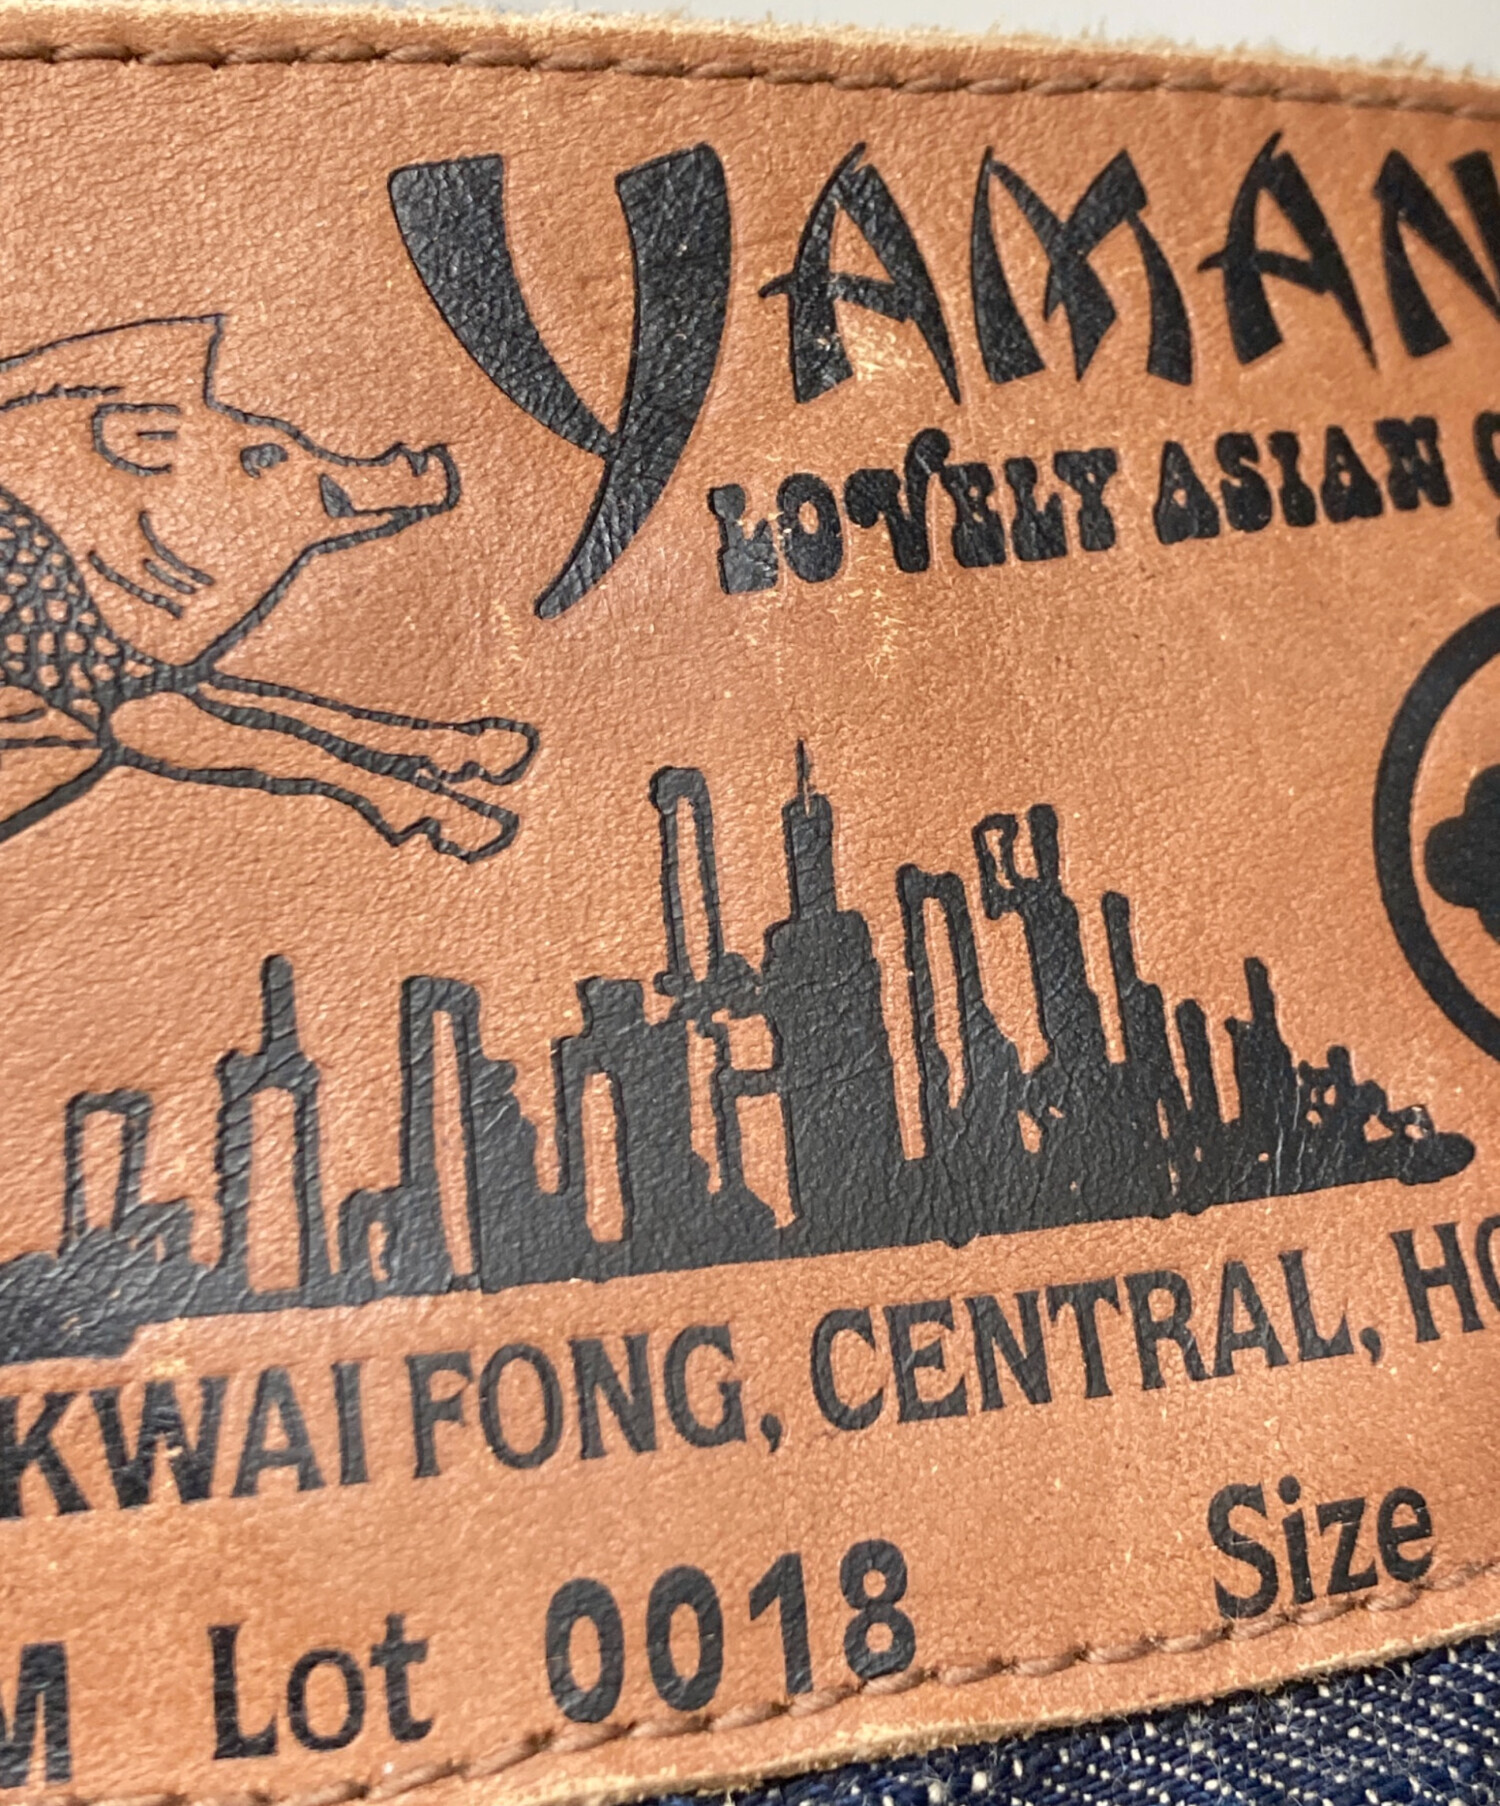 YAMAN
LOVELY ASIAN
KWAI FONG, CENTRAL, HO
M Lot 0018 Size